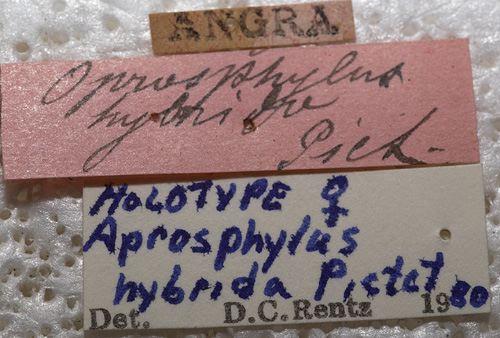 ANGRA
Aprosphylus
hybrida
Pict.
HOLOTYPE ♀
Aprosphylus
hybrida Pictet
Det. D.C. Rentz 1980